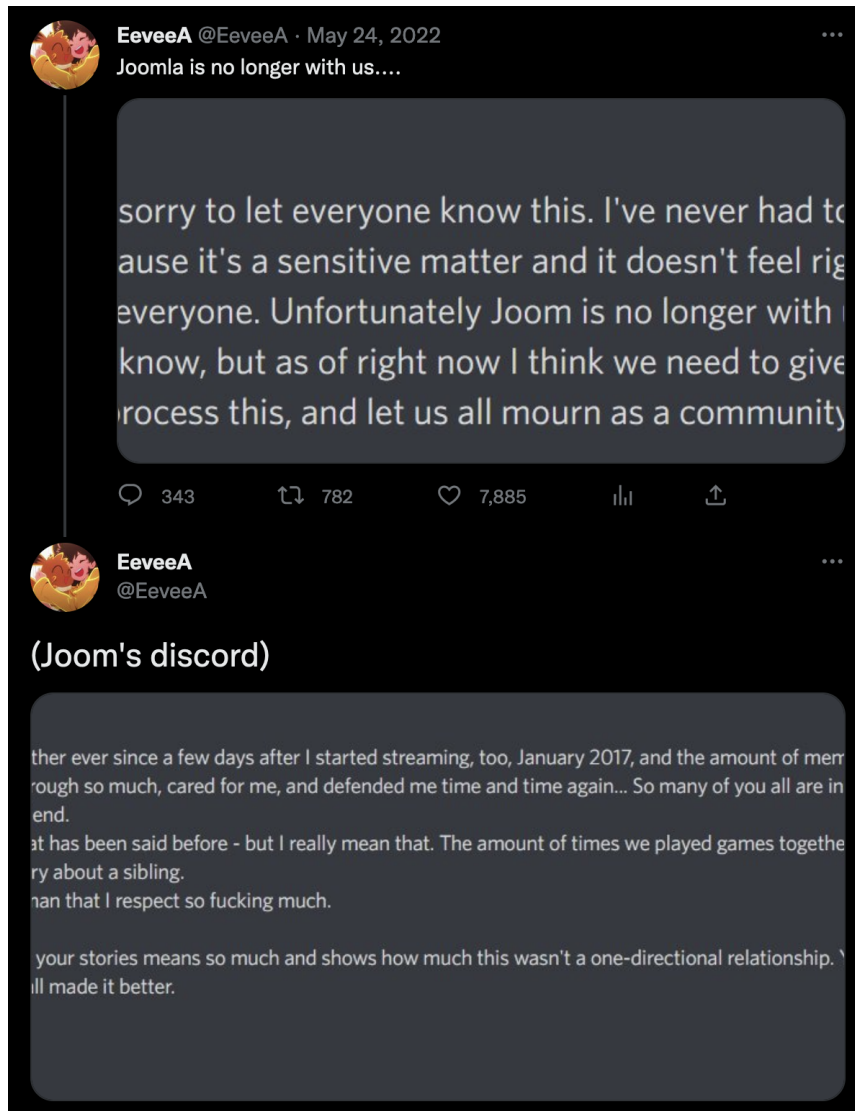 EeveeA @EeveeA · May 24, 2022
Joomla is no longer with us....
sorry to let everyone know this. I've never had to
ause it's a sensitive matter and it doesn't feel rig
everyone. Unfortunately Joom is no longer with
know, but as of right now I think we need to give
rocess this, and let us all mourn as a community
343 782 7,885
EeveeA
@EeveeA
(Joom's discord)
ther ever since a few days after I started streaming, too, January 2017, and the amount of mem
rough so much, cared for me, and defended me time and time again... So many of you all are in
end.
at has been said before - but I really mean that. The amount of times we played games togethe
ry about a sibling.
nan that I respect so fucking much.
your stories means so much and shows how much this wasn't a one-directional relationship.
ll made it better.